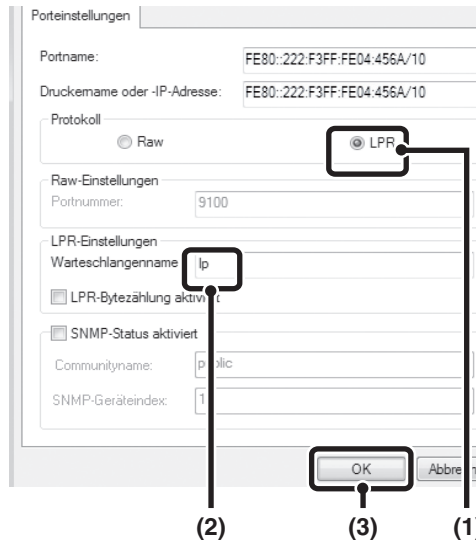 Porteinstellungen
Portname: FE80::222:F3FF:FE04:456A/10
Druckername oder -IP-Adresse: FE80::222:F3FF:FE04:456A/10
Protokoll
Raw LPR
Raw-Einstellungen
Portnummer: 9100
LPR-Einstellungen
Warteschlangenname lp
LPR-Bytezählung aktiviert
SNMP-Status aktiviert
Communityname: public
SNMP-Geräteindex: 1
OK
(2) (3) (1)